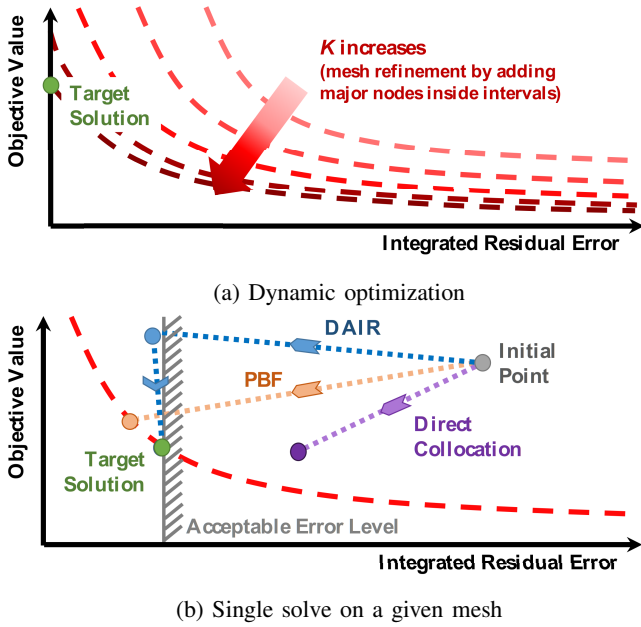 Objective Value
K increases
(mesh refinement by adding
major nodes inside intervals)
Target
Solution
Integrated Residual Error
(a) Dynamic optimization
Objective Value
DAIR
PBF
Initial
Point
Direct
Collocation
Target
Solution
Acceptable Error Level
Integrated Residual Error
(b) Single solve on a given mesh